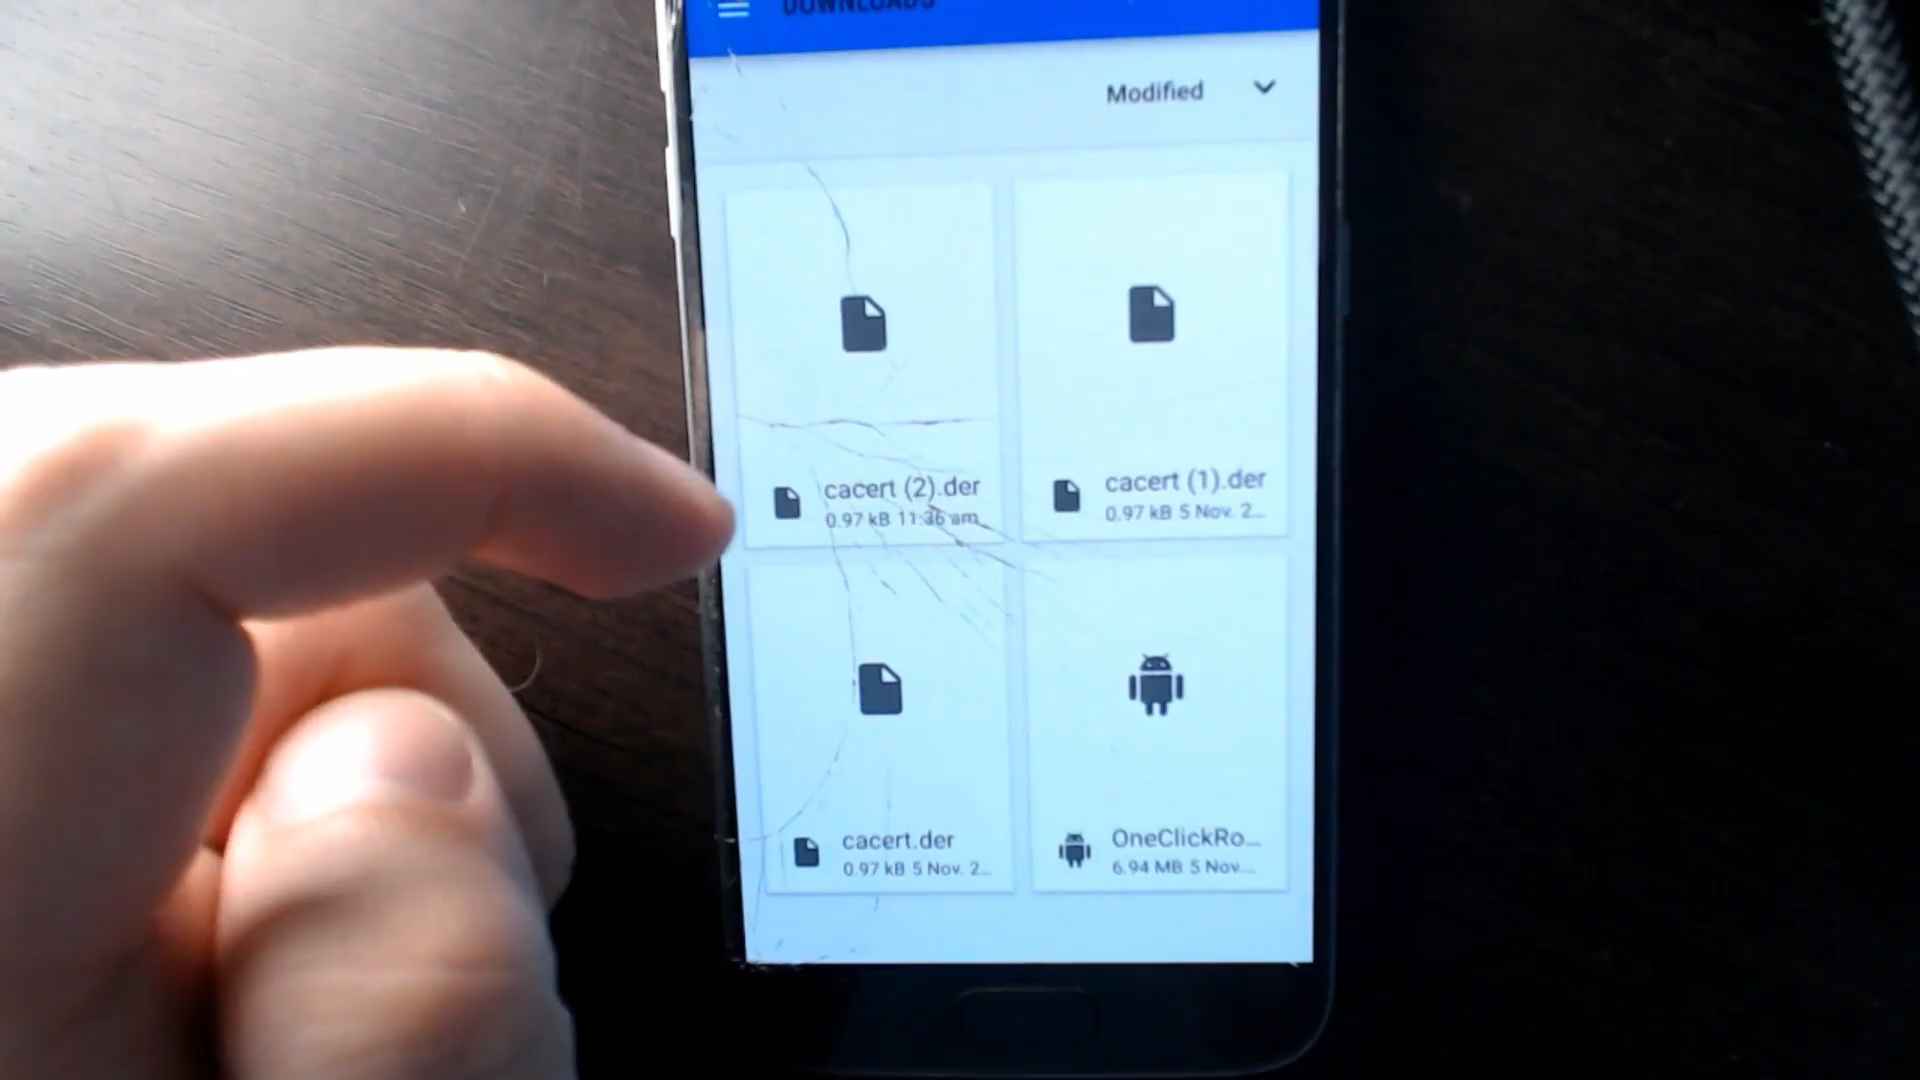 DOWNLOADS
Modified
cacert (2).der
0.97 kB 11:36 am
cacert (1).der
0.97 kB 5 Nov. 2...
cacert.der
0.97 kB 5 Nov. 2...
OneClickRo...
6.94 MB 5 Nov....